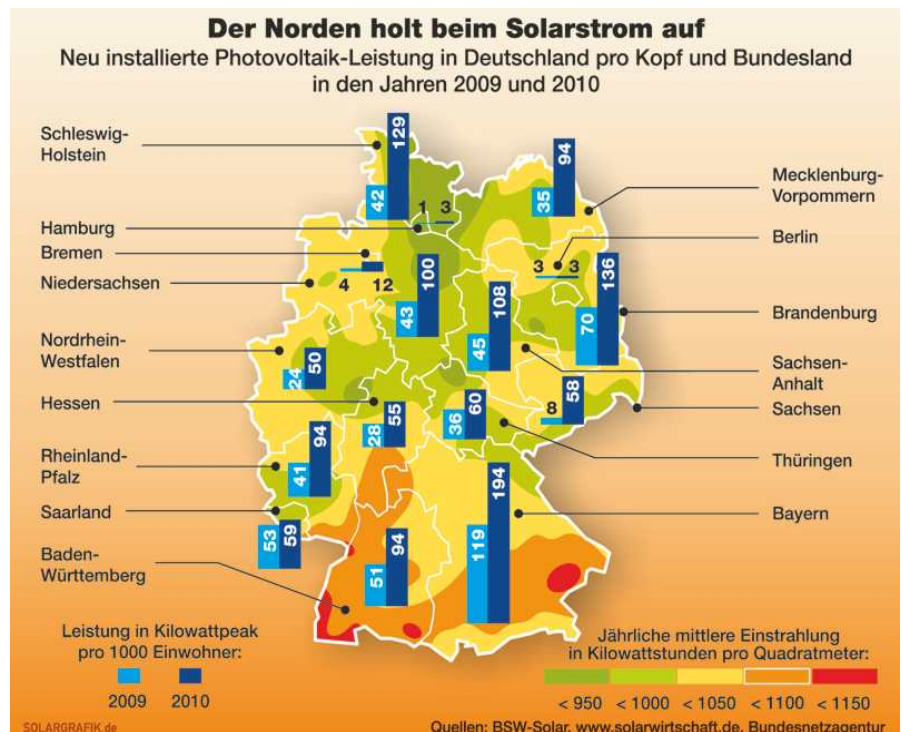 Der Norden holt beim Solarstrom auf
Neu installierte Photovoltaik-Leistung in Deutschland pro Kopf und Bundesland
in den Jahren 2009 und 2010
Schleswig-
Holstein
129
42
94
35
Mecklenburg-
Vorpommern
Hamburg
1 3
Berlin
3 3
Bremen
4 12
Niedersachsen
100
43
108
45
136
70
Brandenburg
Nordrhein-
Westfalen
24
50
Sachsen-
Anhalt
Hessen
28
55
36
60
8
58
Sachsen
Rheinland-
Pfalz
41
94
Thüringen
Saarland
53
59
119
194
Bayern
Baden-
Württemberg
51
94
Leistung in Kilowattpeak
pro 1000 Einwohner:
2009 2010
Jährliche mittlere Einstrahlung
in Kilowattstunden pro Quadratmeter:
< 950 < 1000 < 1050 < 1100 < 1150
SOLARGRAFIK.de
Quellen: BSW-Solar, www.solarwirtschaft.de, Bundesnetzagentur